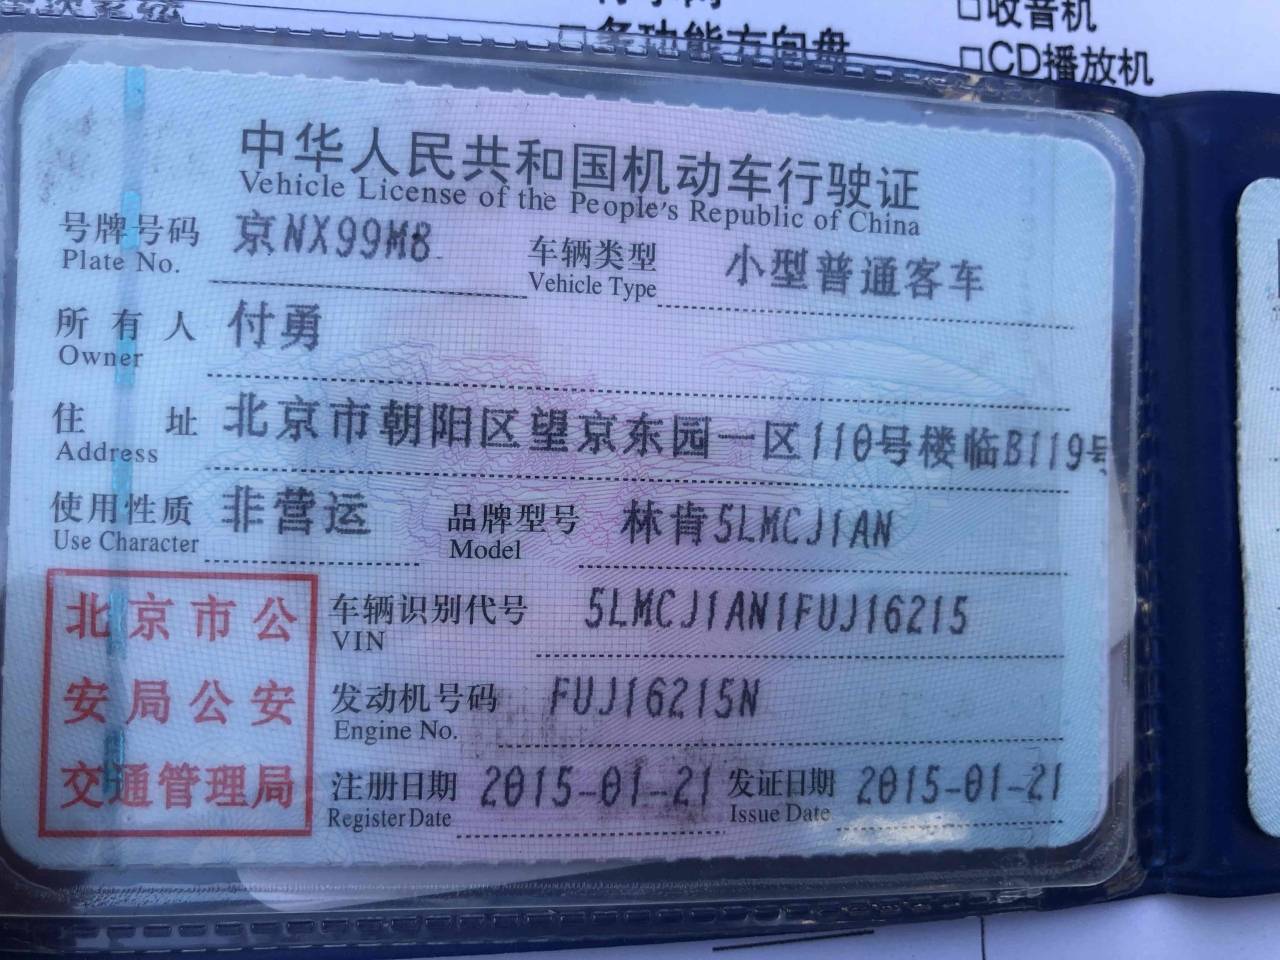 □收音机
□多功能方向盘
□CD播放机
中华人民共和国机动车行驶证
Vehicle License of the People's Republic of China
号牌号码 京NX99M8 车辆类型 小型普通客车
Plate No. Vehicle Type
所有人 付勇
Owner
住址 北京市朝阳区望京东园一区110号楼临B119号
Address
使用性质 非营运 品牌型号 林肯5LMCJ1AN
Use Character Model
北京市公
安局公安
交通管理局
车辆识别代号 5LMCJ1AN1FUJ16215
VIN
发动机号码 FUJ16215N
Engine No.
注册日期 2015-01-21 发证日期 2015-01-21
Register Date Issue Date